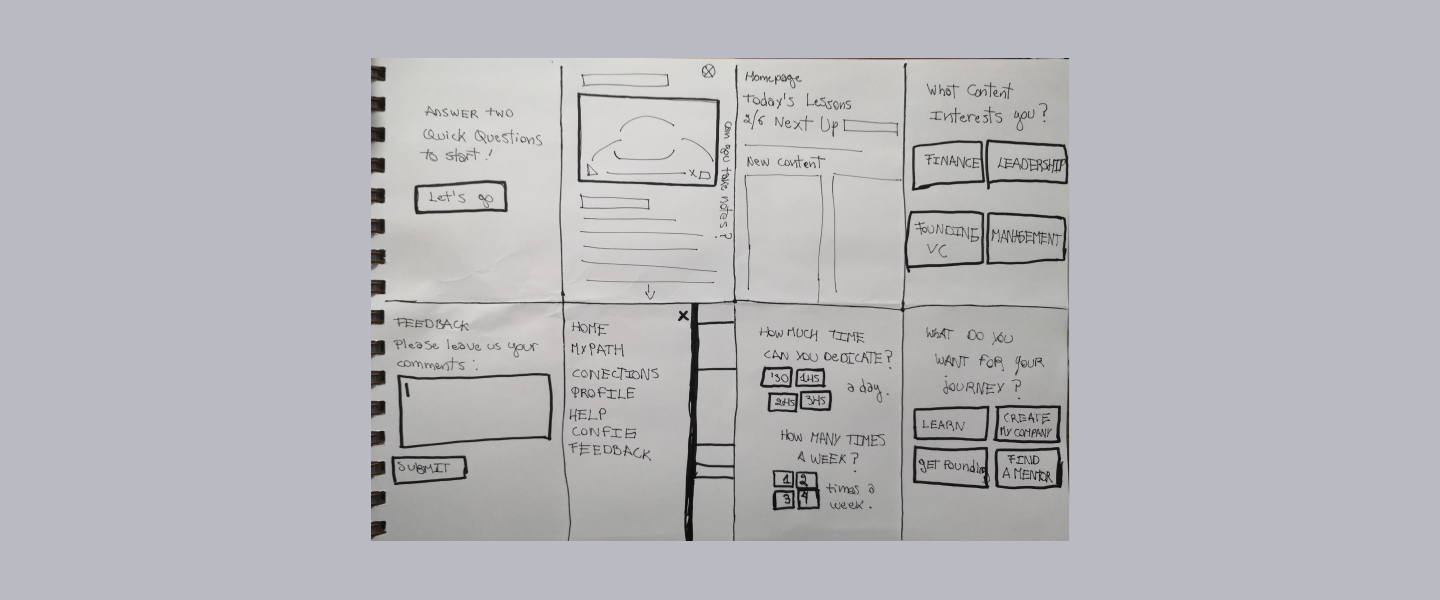 ANSWER TWO
Quick Questions
to start!
Let's go
can you take notes?
Homepage
Today's Lessons
2/6 Next Up
New content
What Content
Interests you?
FINANCE
LEADERSHIP
FOUNDING
VC
MANAGEMENT
FEEDBACK
Please leave us your
comments:
SUBMIT
X
HOME
MYPATH
CONECTIONS
PROFILE
HELP
CONFIG
FEEDBACK
HOW MUCH TIME
CAN YOU DEDICATE?
'30 1HS
2HS 3HS
a day.
HOW MANY TIMES
A WEEK?
1 2
3 4
times a
week.
WHAT DO YOU
WANT FOR YOUR
JOURNEY?
LEARN
CREATE
MY COMPANY
GET Founding
FIND
A MENTOR